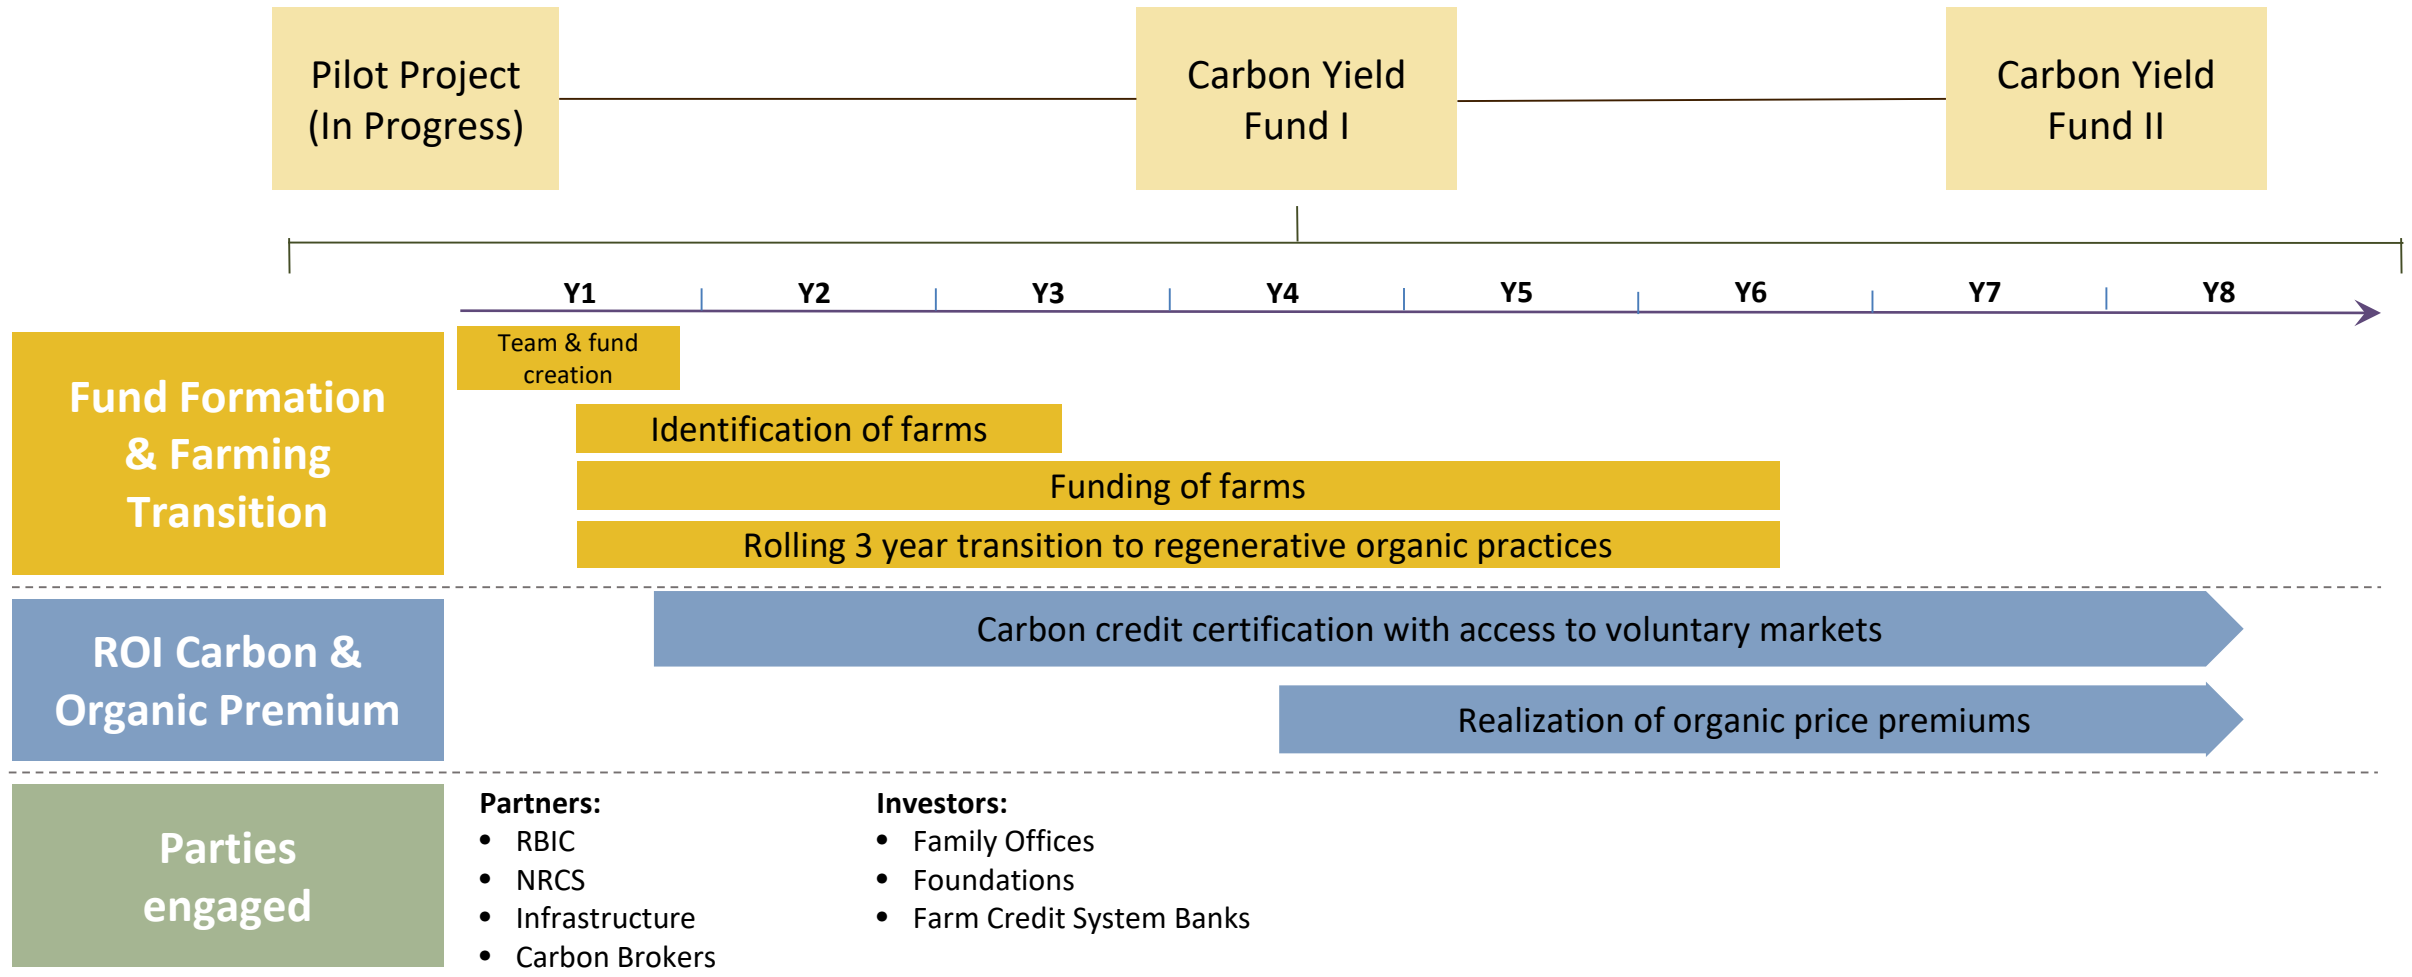 Pilot Project
(In Progress)
Carbon Yield
Fund I
Carbon Yield
Fund II
Y1 Y2 Y3 Y4 Y5 Y6 Y7 Y8
Fund Formation
& Farming
Transition
Team & fund
creation
Identification of farms
Funding of farms
Rolling 3 year transition to regenerative organic practices
ROI Carbon &
Organic Premium
Carbon credit certification with access to voluntary markets
Realization of organic price premiums
Parties
engaged
Partners:
• RBIC
• NRCS
• Infrastructure
• Carbon Brokers
Investors:
• Family Offices
• Foundations
• Farm Credit System Banks